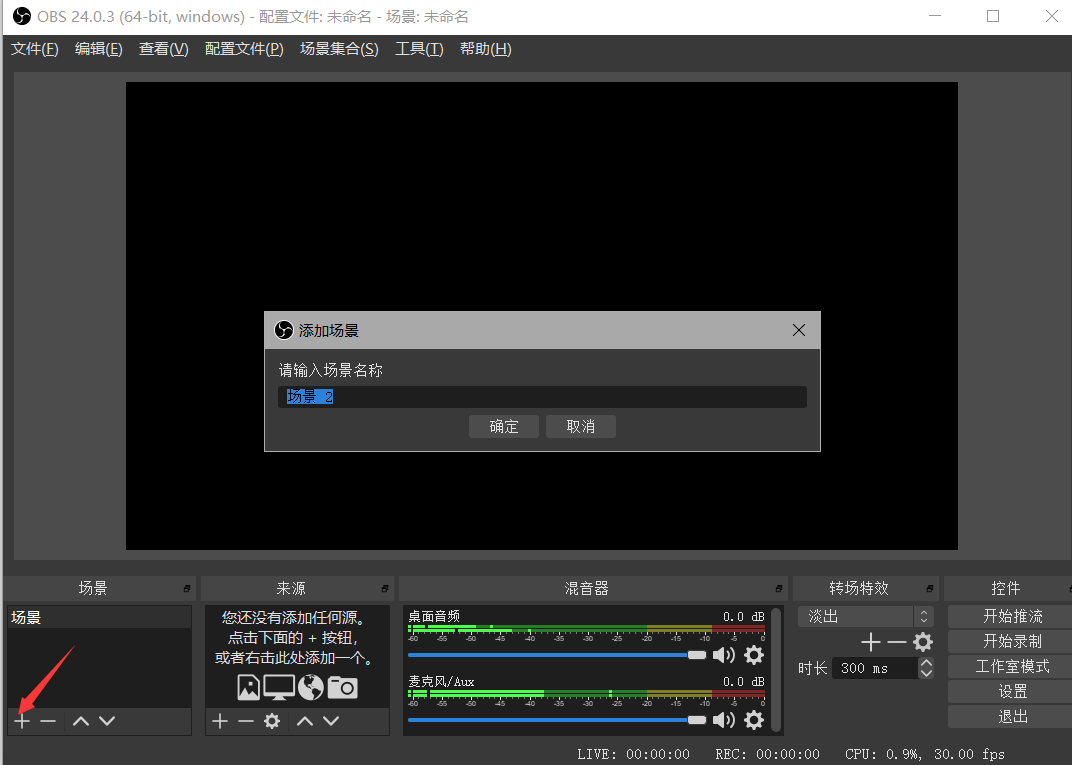 OBS 24.0.3 (64-bit, windows) - 配置文件: 未命名 - 场景: 未命名
文件(F) 编辑(E) 查看(V) 配置文件(P) 场景集合(S) 工具(T) 帮助(H)
添加场景
请输入场景名称
场景 2
确定 取消
场景 来源 混音器 转场特效 控件
场景
您还没有添加任何源。
点击下面的 + 按钮，
或者右击此处添加一个。
桌面音频 0.0 dB
-60 -55 -50 -45 -40 -35 -30 -25 -20 -15 -10 -5 0
麦克风/Aux 0.0 dB
-60 -55 -50 -45 -40 -35 -30 -25 -20 -15 -10 -5 0
淡出
时长 300 ms
开始推流
开始录制
工作室模式
设置
退出
LIVE: 00:00:00 REC: 00:00:00 CPU: 0.9%, 30.00 fps